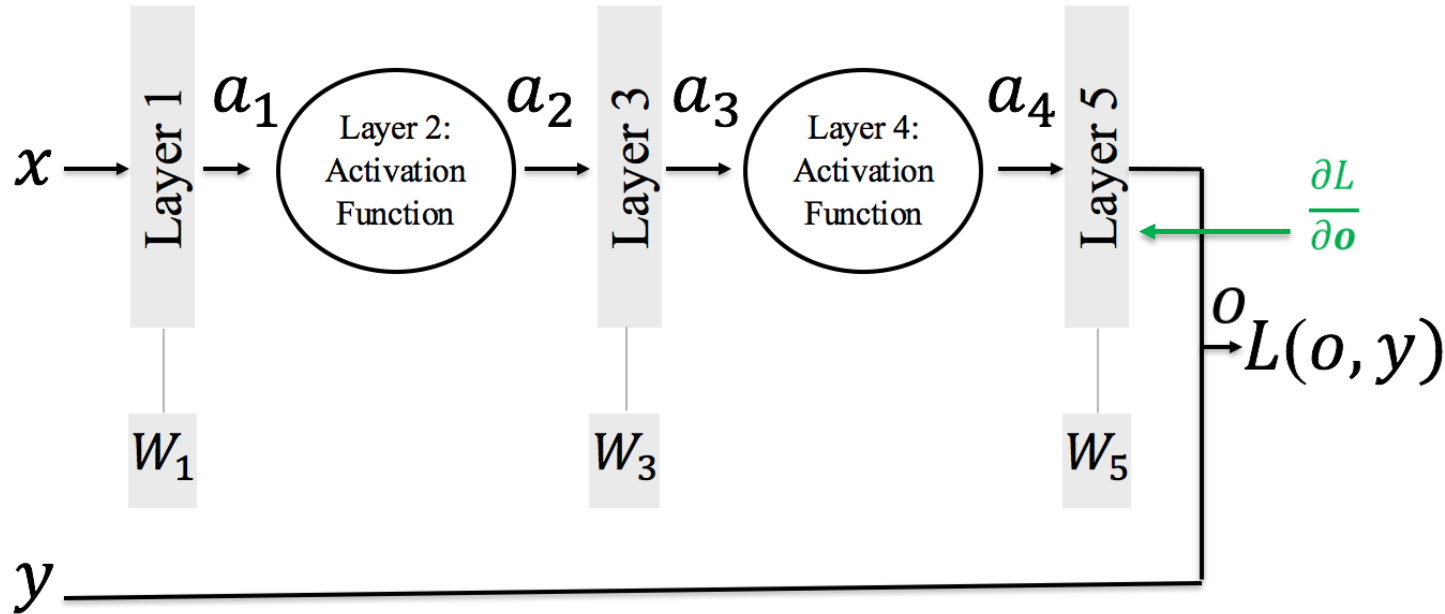 x
Layer 1
a₁
Layer 2:
Activation
Function
a₂
Layer 3
a₃
Layer 4:
Activation
Function
a₄
Layer 5
∂L
∂o
o
L(o, y)
W₁
W₃
W₅
y